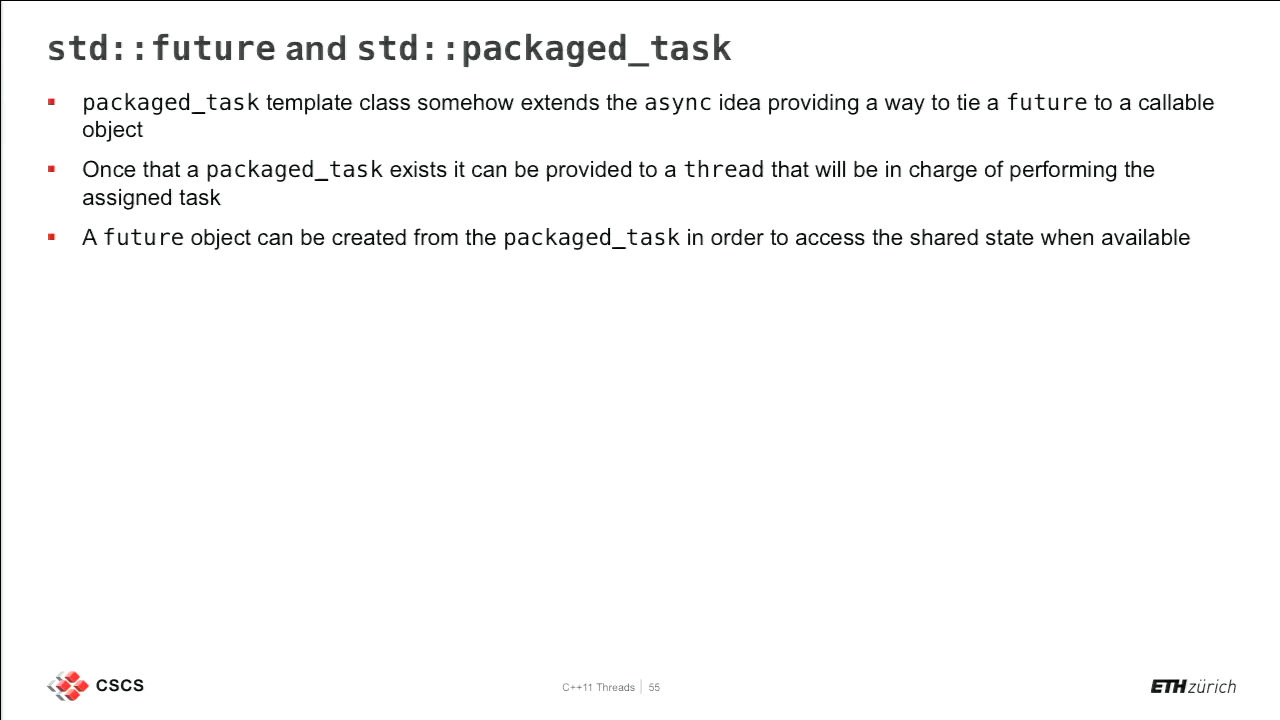 std::future and std::packaged_task
▪ packaged_task template class somehow extends the async idea providing a way to tie a future to a callable
object
▪ Once that a packaged_task exists it can be provided to a thread that will be in charge of performing the
assigned task
▪ A future object can be created from the packaged_task in order to access the shared state when available
CSCS
C++11 Threads | 55
ETH zürich